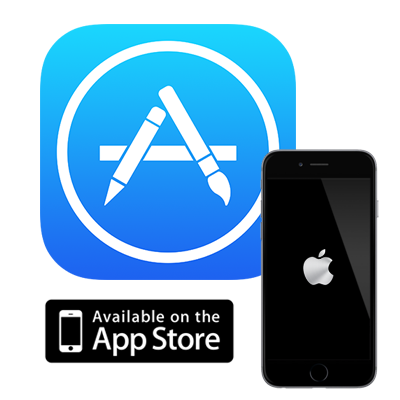 Available on the
App Store